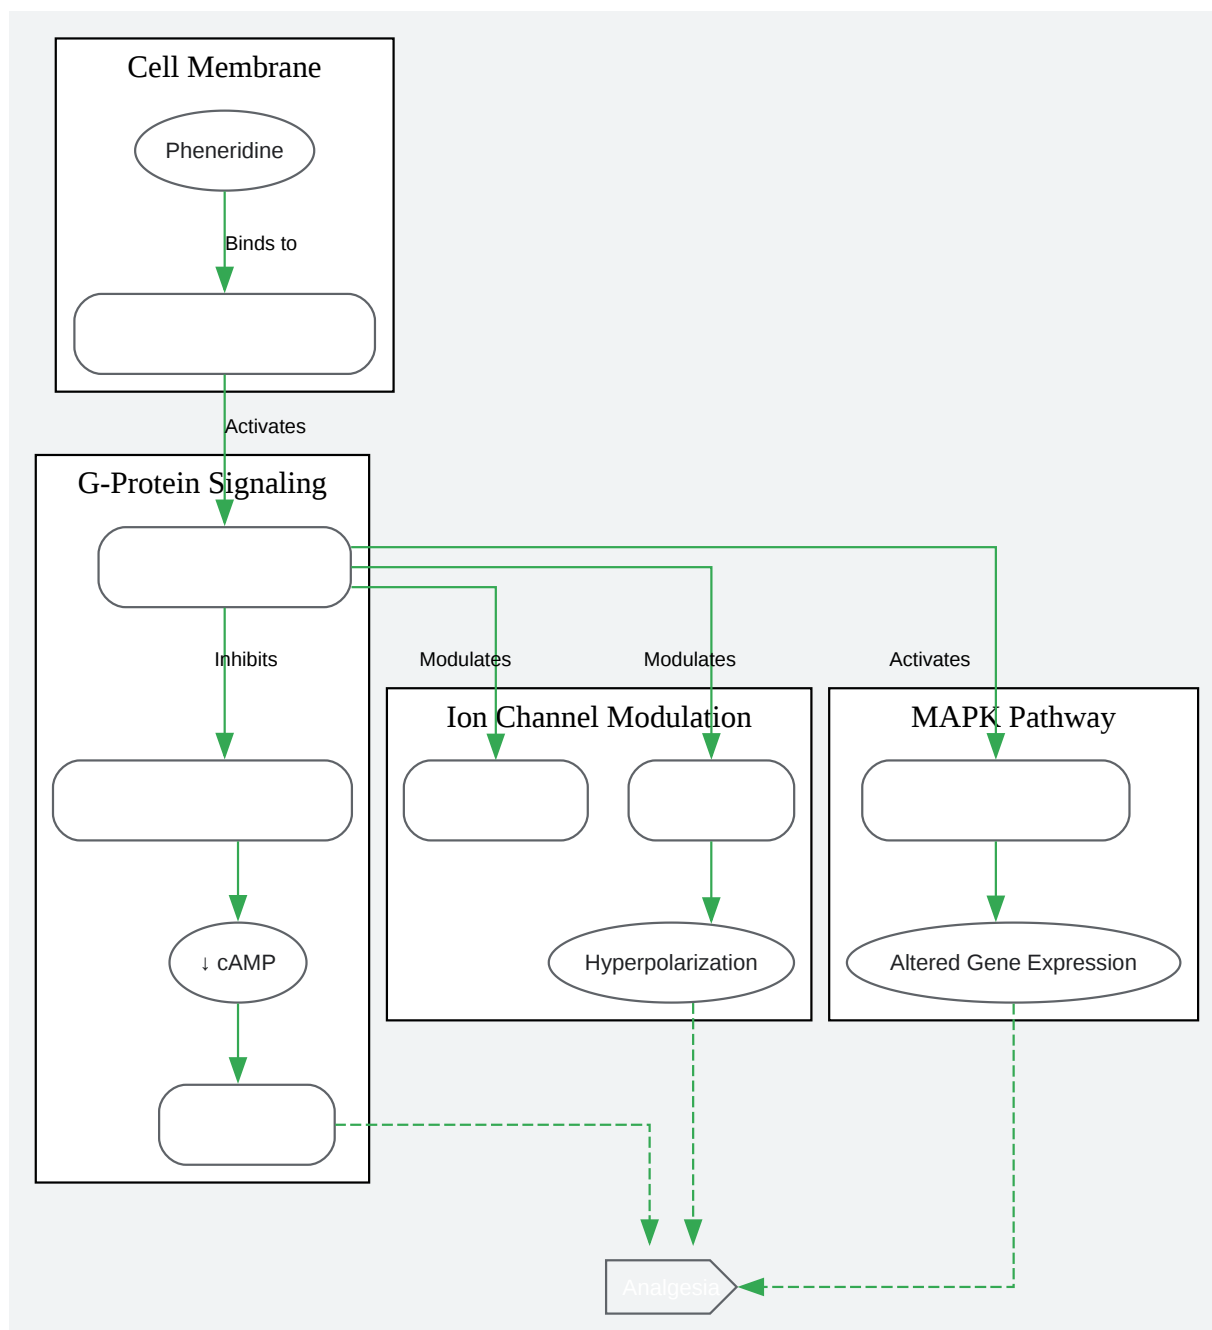 Cell Membrane
Pheneridine
Binds to
Activates
G-Protein Signaling
Inhibits
Modulates
Modulates
Activates
Ion Channel Modulation
MAPK Pathway
↓ cAMP
Hyperpolarization
Altered Gene Expression
Analgesia